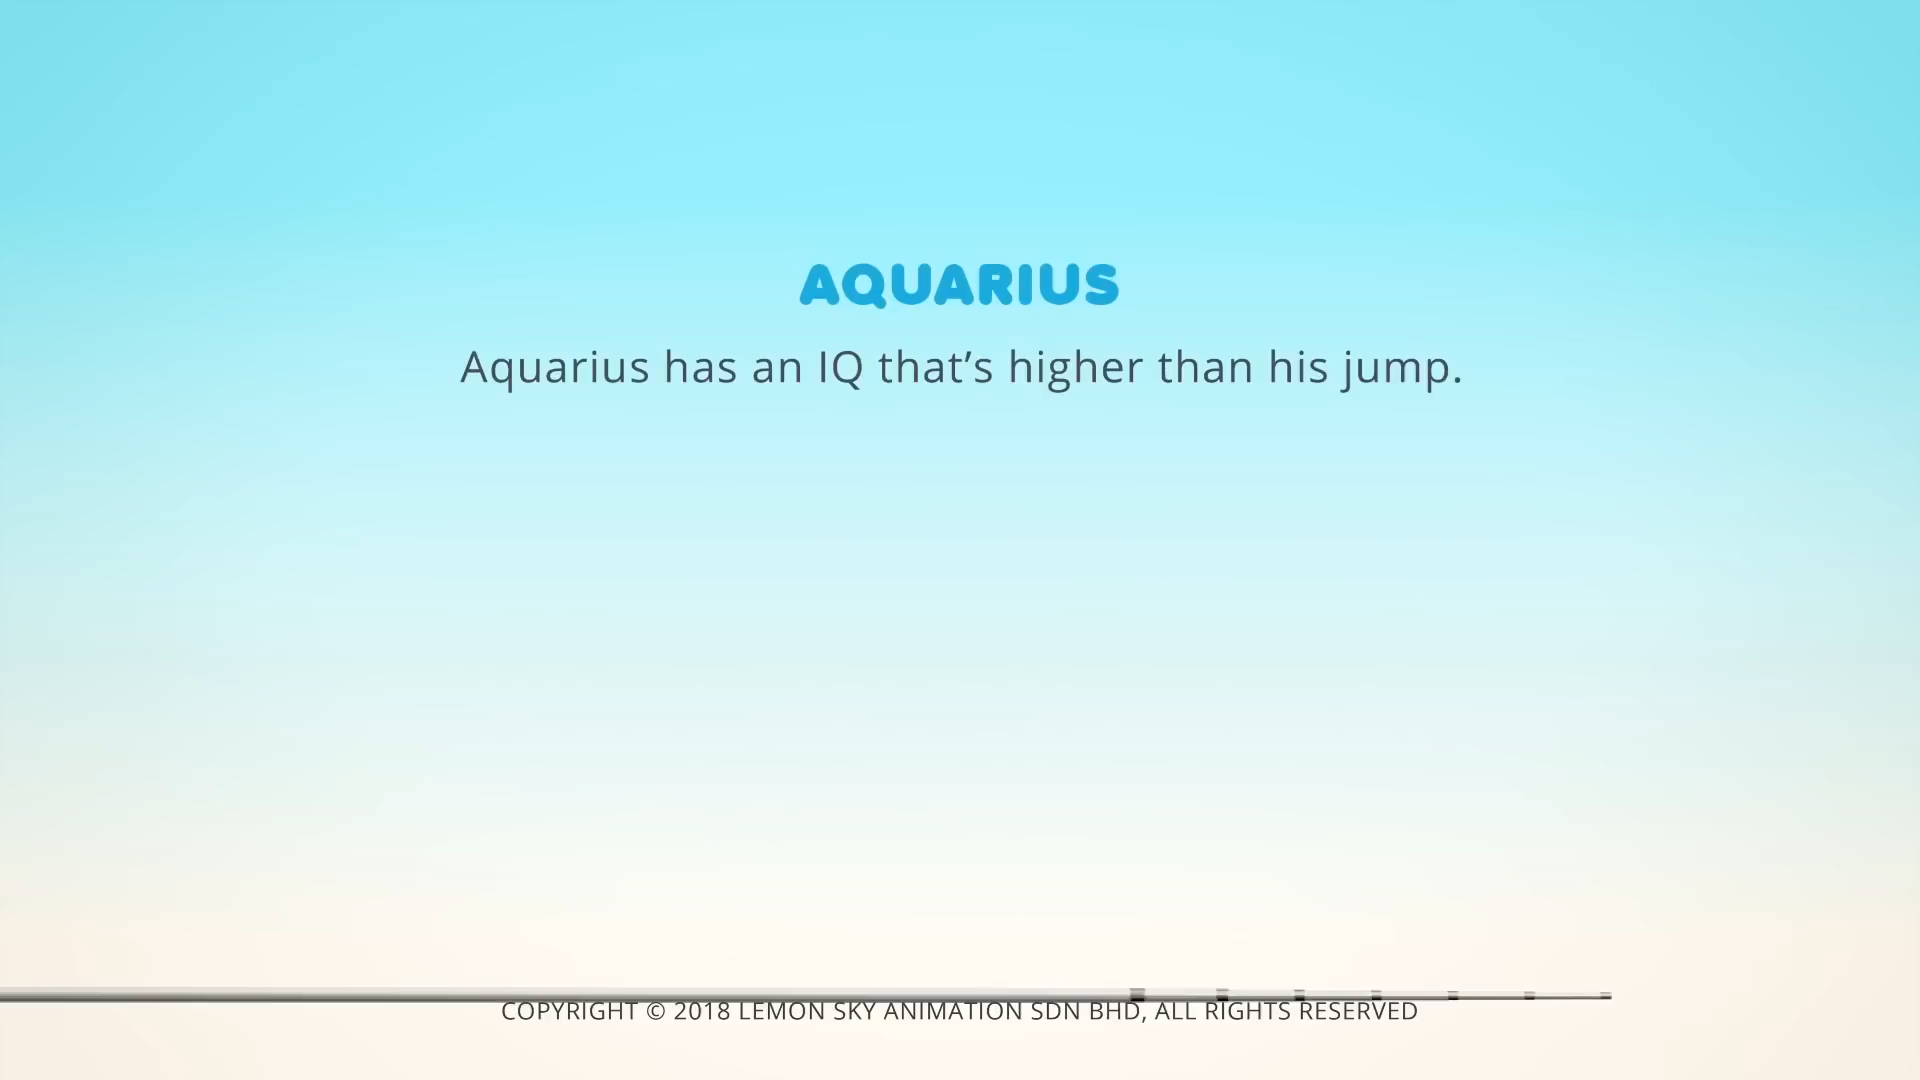 AQUARIUS
Aquarius has an IQ that’s higher than his jump.
COPYRIGHT © 2018 LEMON SKY ANIMATION SDN BHD, ALL RIGHTS RESERVED